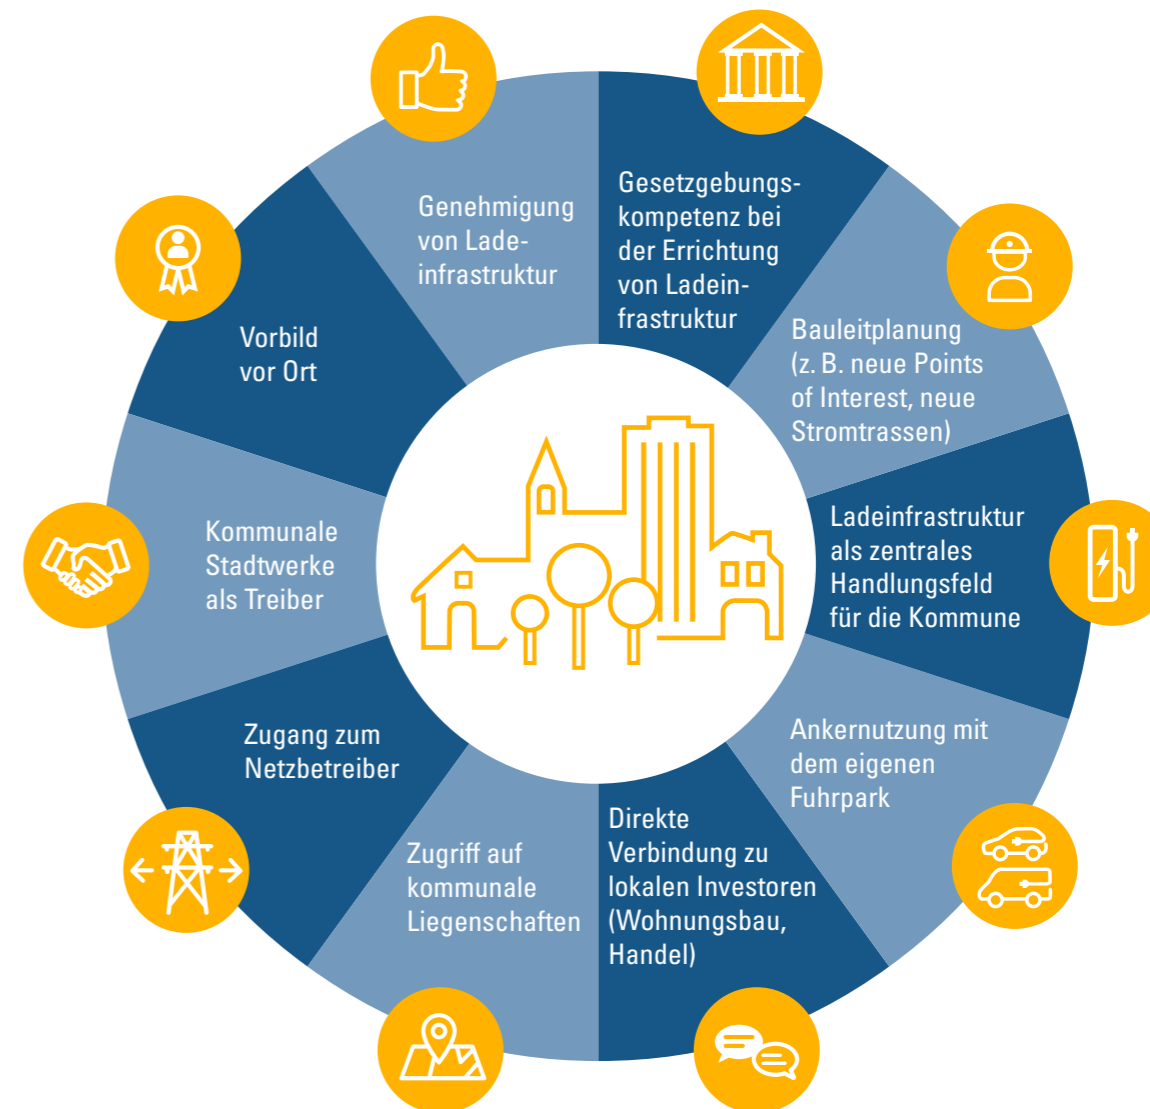 Gesetzgebungs-
kompetenz bei
der Errichtung
von Ladein-
frastruktur
Bauleitplanung
(z. B. neue Points
of Interest, neue
Stromtrassen)
Ladeinfrastruktur
als zentrales
Handlungsfeld
für die Kommune
Ankernutzung mit
dem eigenen
Fuhrpark
Direkte
Verbindung zu
lokalen Investoren
(Wohnungsbau,
Handel)
Zugriff auf
kommunale
Liegenschaften
Zugang zum
Netzbetreiber
Kommunale
Stadtwerke
als Treiber
Vorbild
vor Ort
Genehmigung
von Lade-
infrastruktur